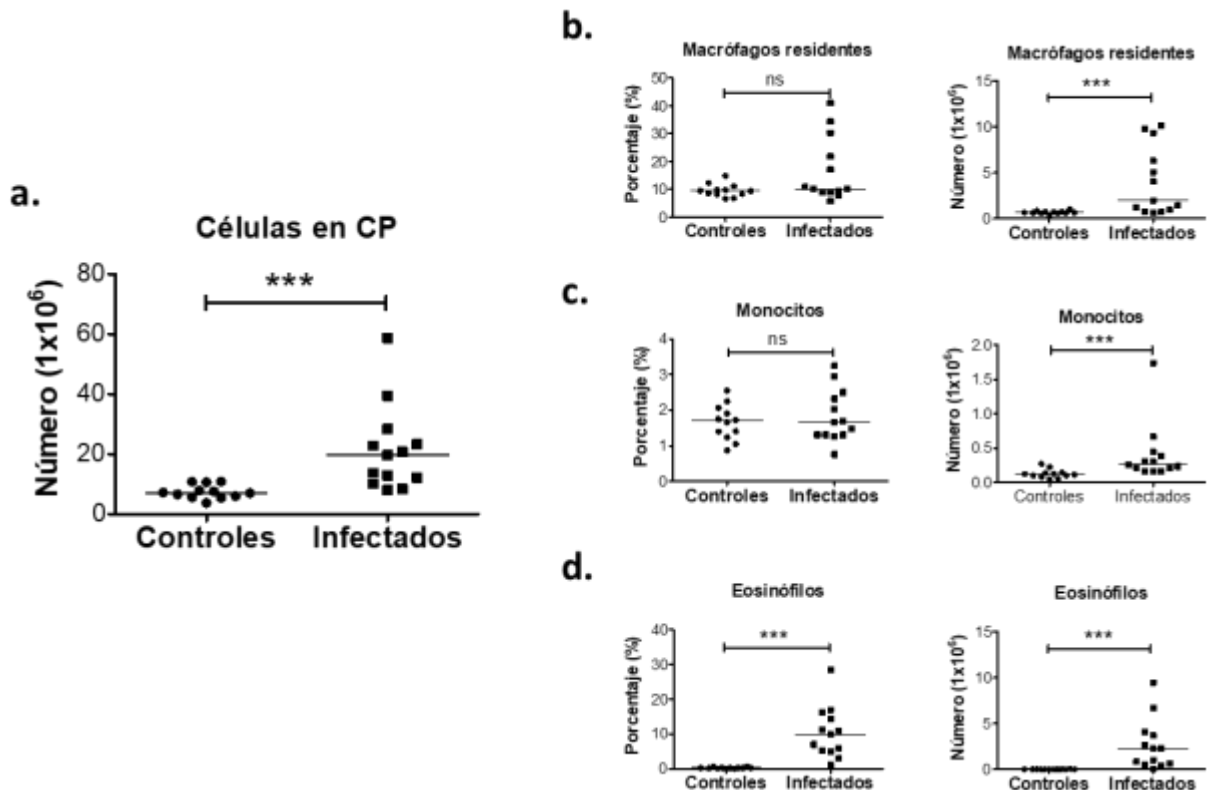 a.
Células en CP
***
Número (1x10⁶)
80
60
40
20
0
Controles Infectados
b.
Macrófagos residentes
ns
Porcentaje (%)
50
40
30
20
10
0
Controles Infectados
Macrófagos residentes
***
Número (1x10⁶)
15
10
5
0
Controles Infectados
c.
Monocitos
ns
Porcentaje (%)
4
3
2
1
0
Controles Infectados
Monocitos
***
Número (1x10⁶)
2.0
1.5
1.0
0.5
0.0
Controles Infectados
d.
Eosinófilos
***
Porcentaje (%)
40
30
20
10
0
Controles Infectados
Eosinófilos
***
Número (1x10⁶)
15
10
5
0
Controles Infectados